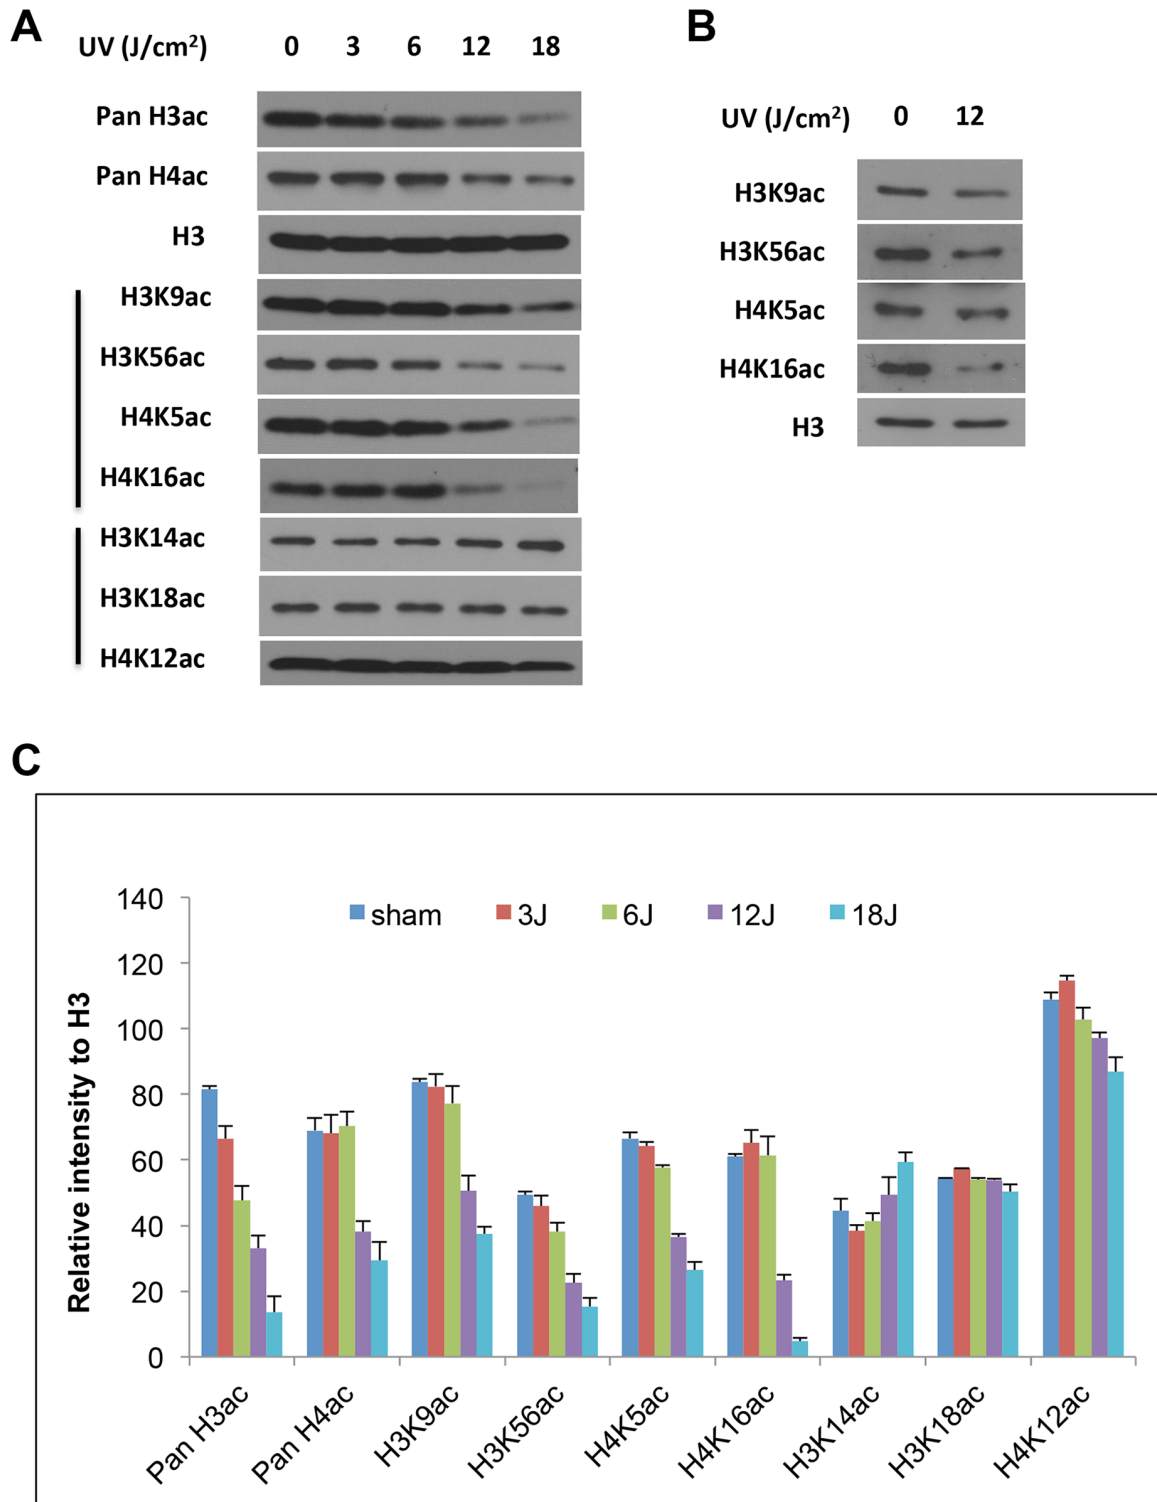 A
UV (J/cm²) 0 3 6 12 18
Pan H3ac
Pan H4ac
H3
H3K9ac
H3K56ac
H4K5ac
H4K16ac
H3K14ac
H3K18ac
H4K12ac
B
UV (J/cm²) 0 12
H3K9ac
H3K56ac
H4K5ac
H4K16ac
H3
C
Relative intensity to H3
140
120
100
80
60
40
20
0
sham 3J 6J 12J 18J
Pan H3ac
Pan H4ac
H3K9ac
H3K56ac
H4K5ac
H4K16ac
H3K14ac
H3K18ac
H4K12ac